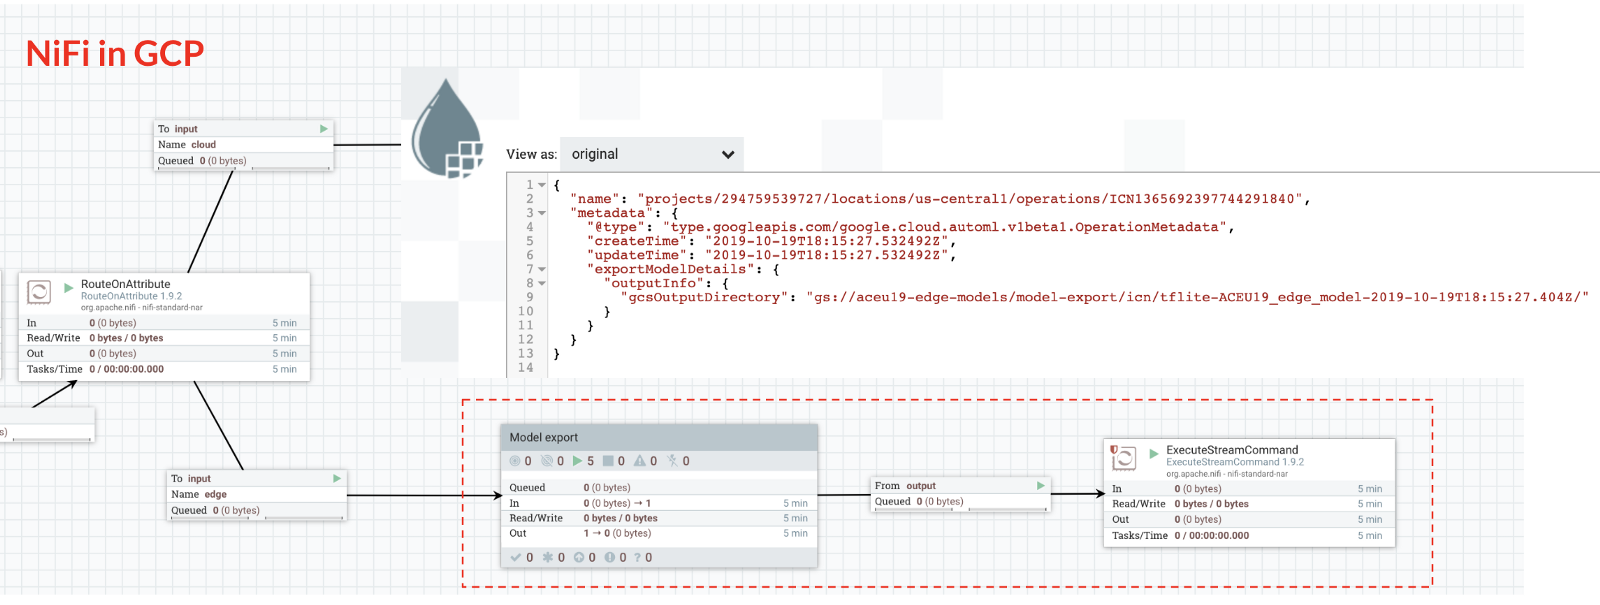 NiFi in GCP
To input
Name cloud
Queued 0 (0 bytes)
View as: original
1 {
2 "name": "projects/294759539727/locations/us-central1/operations/ICN1365692397744291840",
3 "metadata": {
4 "@type": "type.googleapis.com/google.cloud.automl.v1beta1.OperationMetadata",
5 "createTime": "2019-10-19T18:15:27.532492Z",
6 "updateTime": "2019-10-19T18:15:27.532492Z",
7 "exportModelDetails": {
8 "outputInfo": {
9 "gcsOutputDirectory": "gs://aceu19-edge-models/model-export/icn/tflite-ACEU19_edge_model-2019-10-19T18:15:27.404Z/"
10 }
11 }
12 }
13 }
14
RouteOnAttribute
RouteOnAttribute 1.9.2
org.apache.nifi - nifi-standard-nar
In 0 (0 bytes) 5 min
Read/Write 0 bytes / 0 bytes 5 min
Out 0 (0 bytes) 5 min
Tasks/Time 0 / 00:00:00.000 5 min
s)
To input
Name edge
Queued 0 (0 bytes)
Model export
0 0 5 0 0 0
Queued 0 (0 bytes)
In 0 (0 bytes) → 1 5 min
Read/Write 0 bytes / 0 bytes 5 min
Out 1 → 0 (0 bytes) 5 min
0 0 0 0 ? 0
From output
Queued 0 (0 bytes)
ExecuteStreamCommand
ExecuteStreamCommand 1.9.2
org.apache.nifi - nifi-standard-nar
In 0 (0 bytes) 5 min
Read/Write 0 bytes / 0 bytes 5 min
Out 0 (0 bytes) 5 min
Tasks/Time 0 / 00:00:00.000 5 min